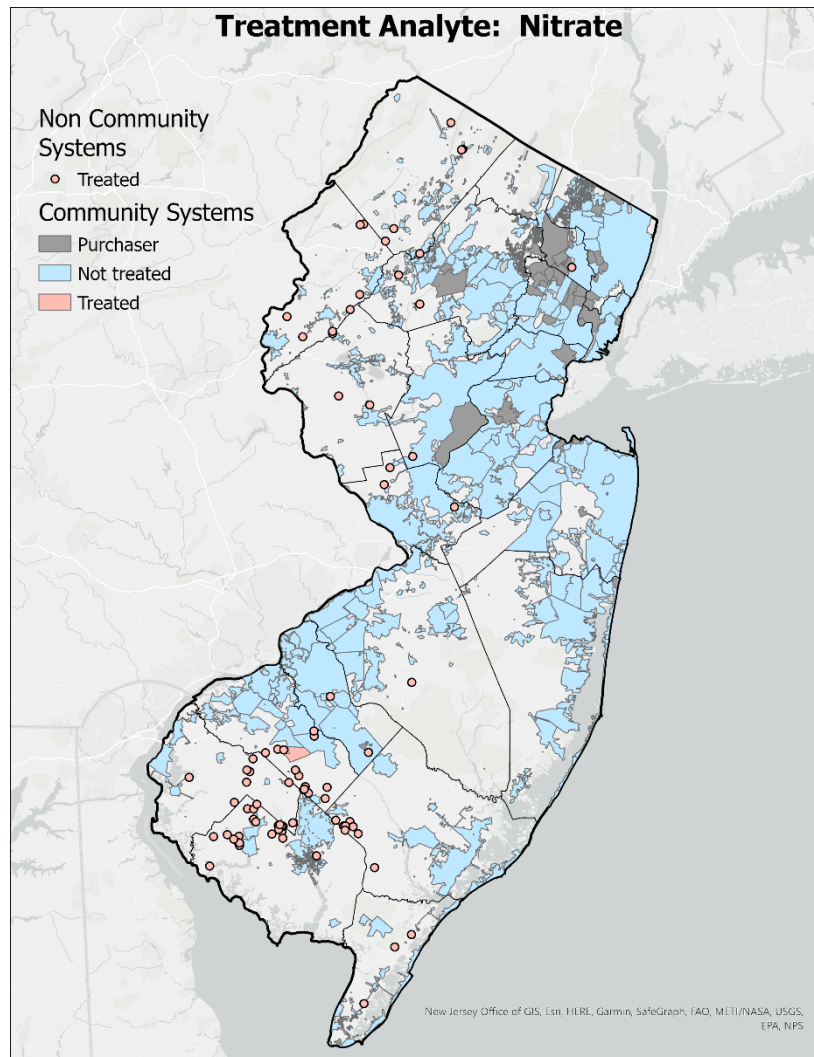 Treatment Analyte: Nitrate
Non Community
Systems
Treated
Community Systems
Purchaser
Not treated
Treated
New Jersey Office of GIS, Esri, HERE, Garmin, SafeGraph, FAO, METI/NASA, USGS,
EPA, NPS